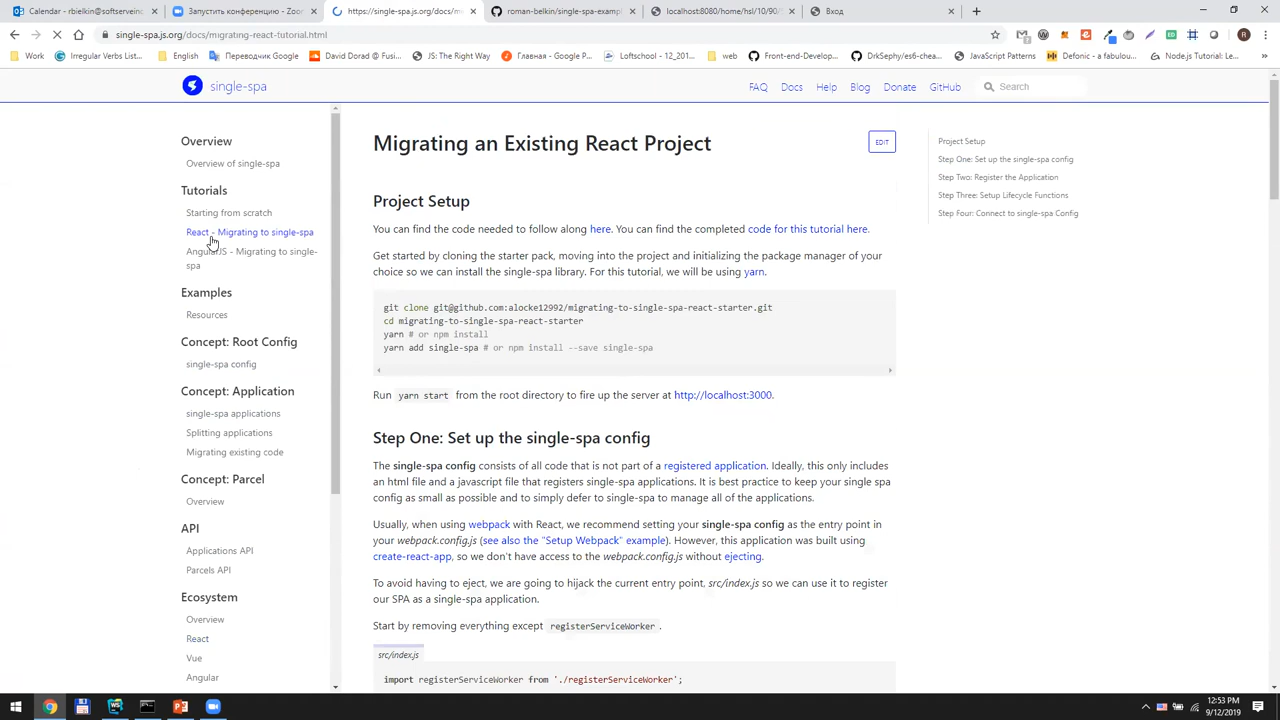 Calendar - rbielkin@softservein
Запустить конференцию - Zoo
https://single-spa.js.org/docs/m
roman-belkin/single-spa-exampl
localhost:8080/home/hsl/10/90/
Вход
single-spa.js.org/docs/migrating-react-tutorial.html
Work
Irregular Verbs List...
English
Переводчик Google
David Dorad @ Fusi...
JS: The Right Way
Главная - Google P...
Loftschool - 12_201...
web
Front-end-Develop...
DrkSephy/es6-chea...
JavaScript Patterns
Defonic - a fabulou...
Node.js Tutorial: Le...
single-spa
FAQ
Docs
Help
Blog
Donate
GitHub
Search
Overview
Overview of single-spa
Tutorials
Starting from scratch
React - Migrating to single-spa
AngularJS - Migrating to single-
spa
Examples
Resources
Concept: Root Config
single-spa config
Concept: Application
single-spa applications
Splitting applications
Migrating existing code
Concept: Parcel
Overview
API
Applications API
Parcels API
Ecosystem
Overview
React
Vue
Angular
Migrating an Existing React Project
EDIT
Project Setup
You can find the code needed to follow along here. You can find the completed code for this tutorial here.
Get started by cloning the starter pack, moving into the project and initializing the package manager of your
choice so we can install the single-spa library. For this tutorial, we will be using yarn.
git clone git@github.com:alocke12992/migrating-to-single-spa-react-starter.git
cd migrating-to-single-spa-react-starter
yarn # or npm install
yarn add single-spa # or npm install --save single-spa
Run yarn start from the root directory to fire up the server at http://localhost:3000.
Step One: Set up the single-spa config
The single-spa config consists of all code that is not part of a registered application. Ideally, this only includes
an html file and a javascript file that registers single-spa applications. It is best practice to keep your single spa
config as small as possible and to simply defer to single-spa to manage all of the applications.
Usually, when using webpack with React, we recommend setting your single-spa config as the entry point in
your webpack.config.js (see also the "Setup Webpack" example). However, this application was built using
create-react-app, so we don't have access to the webpack.config.js without ejecting.
To avoid having to eject, we are going to hijack the current entry point, src/index.js so we can use it to register
our SPA as a single-spa application.
Start by removing everything except registerServiceWorker.
src/index.js
import registerServiceWorker from './registerServiceWorker';
Project Setup
Step One: Set up the single-spa config
Step Two: Register the Application
Step Three: Setup Lifecycle Functions
Step Four: Connect to single-spa Config
12:53 PM
9/12/2019